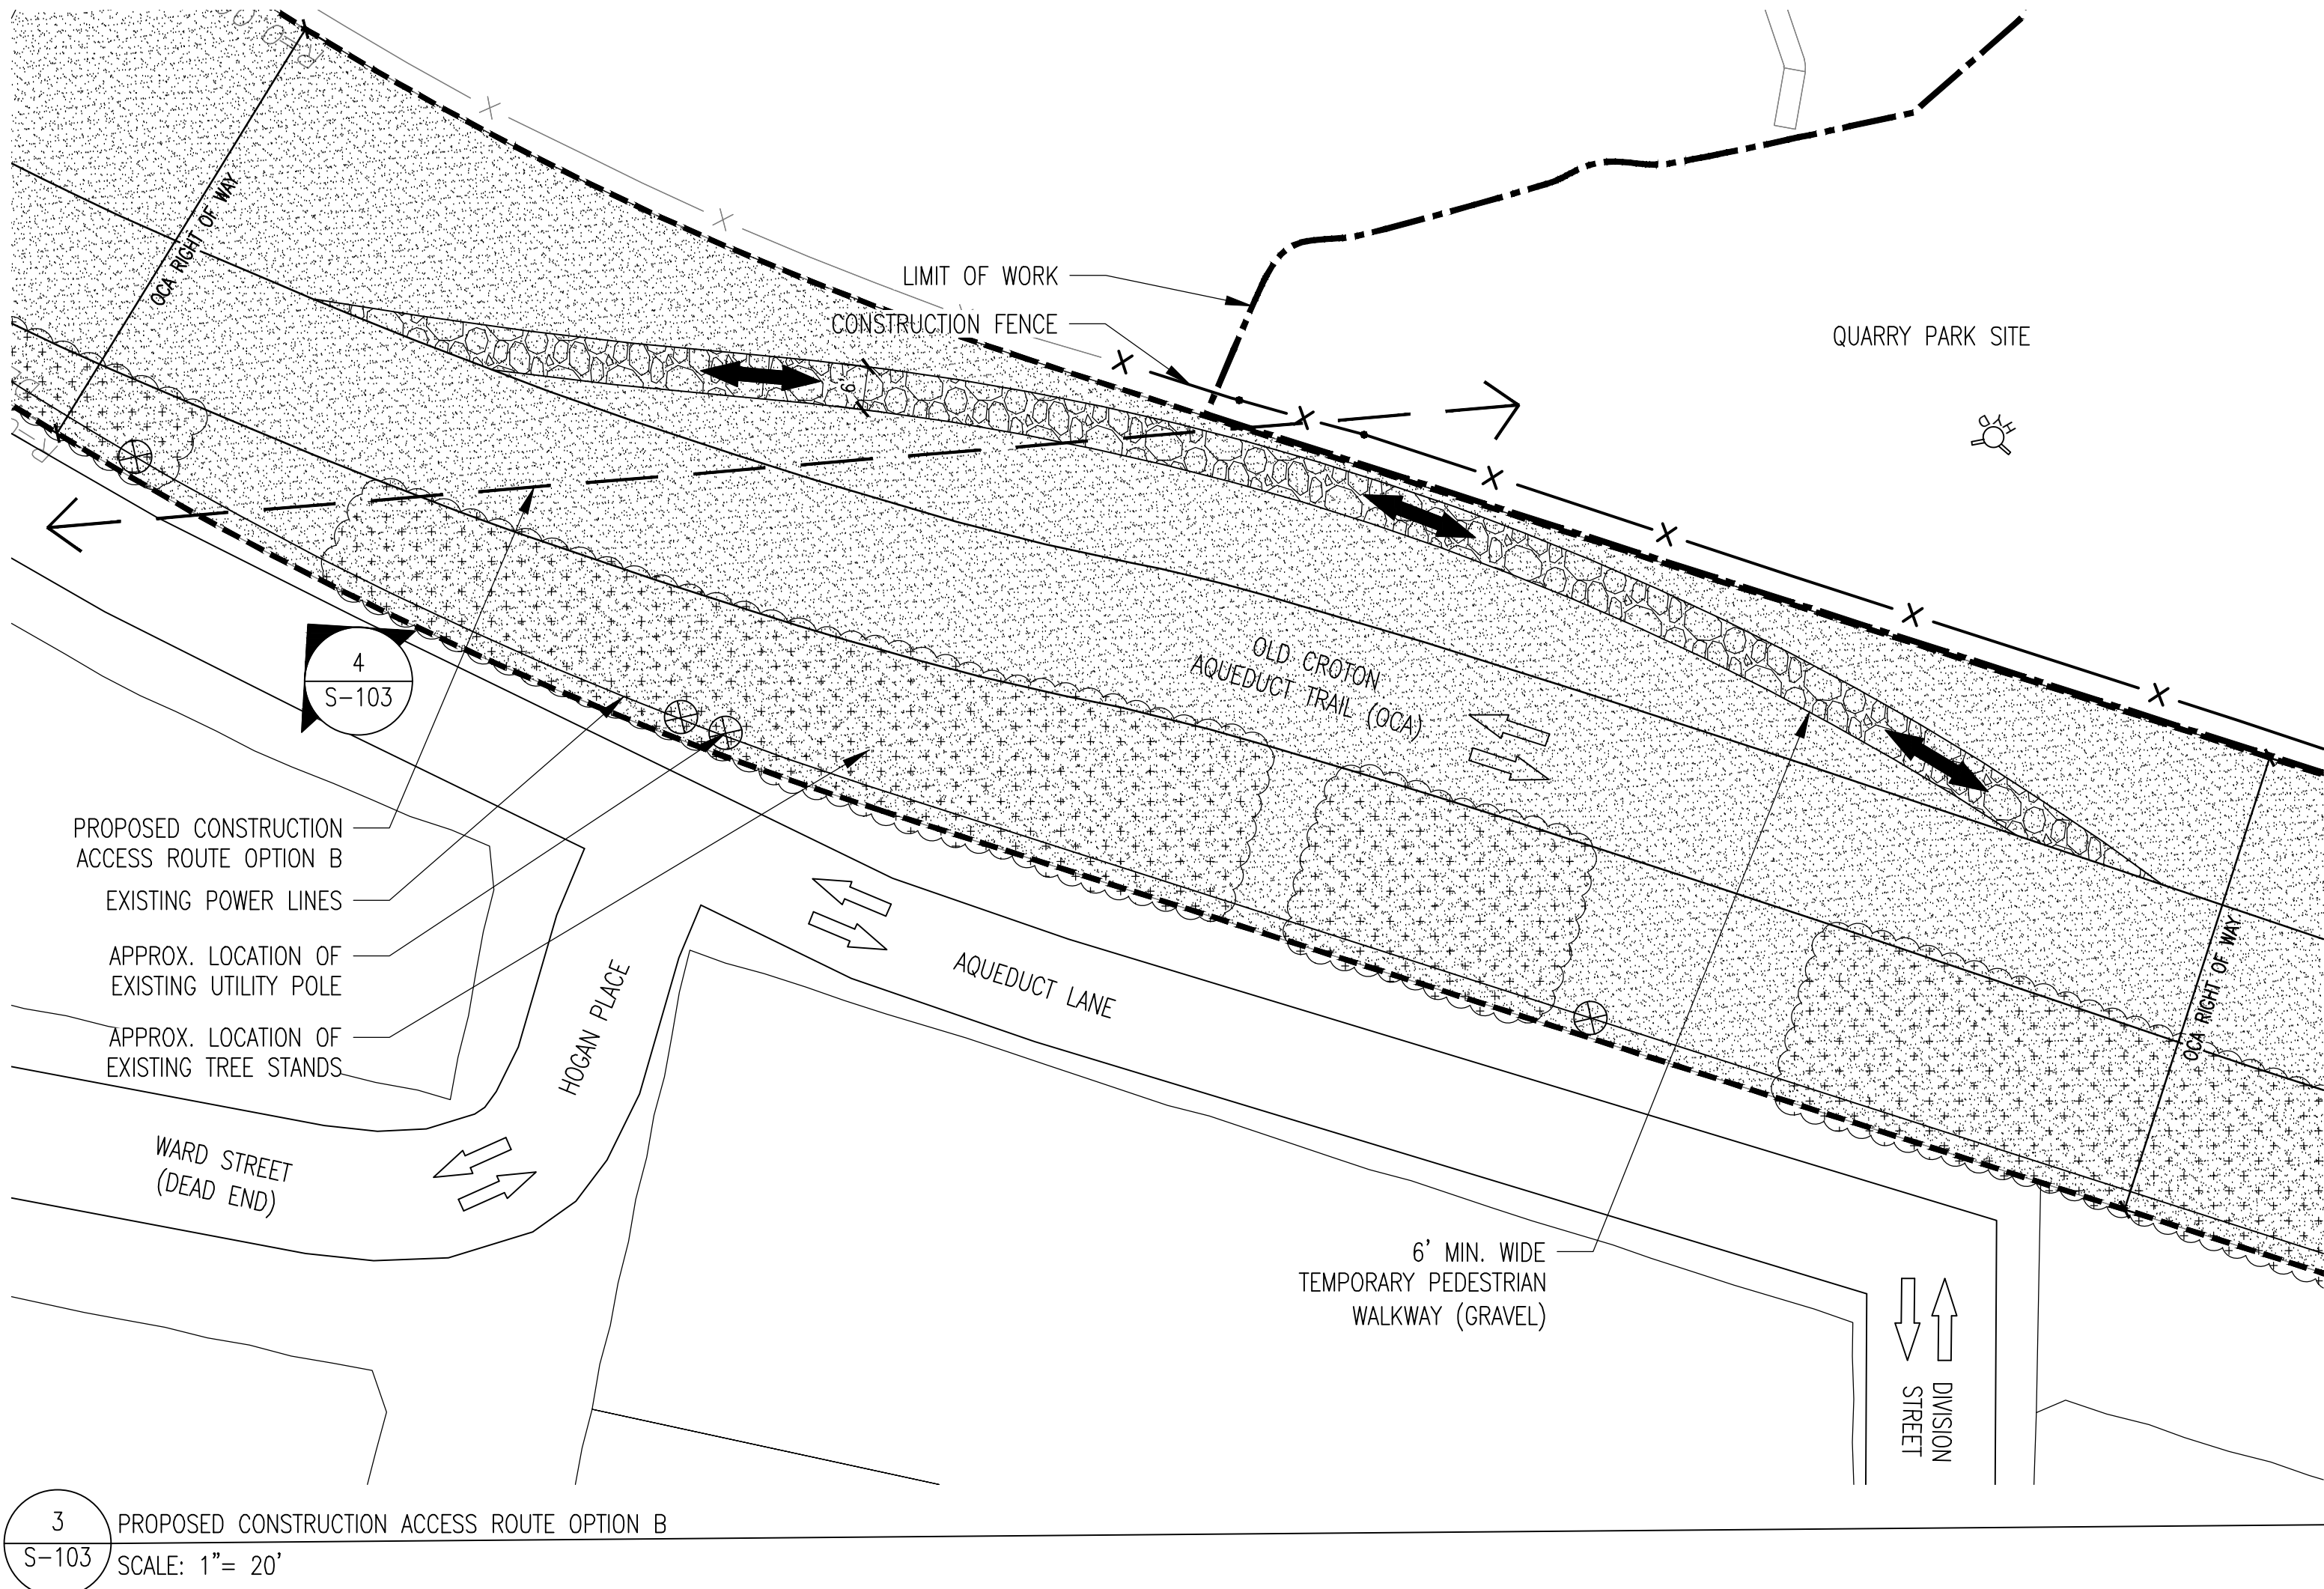 OCA RIGHT OF WAY
LIMIT OF WORK
CONSTRUCTION FENCE
QUARRY PARK SITE
6'
HYD
4
S-103
OLD CROTON
AQUEDUCT TRAIL (OCA)
PROPOSED CONSTRUCTION
ACCESS ROUTE OPTION B
EXISTING POWER LINES
APPROX. LOCATION OF
EXISTING UTILITY POLE
APPROX. LOCATION OF
EXISTING TREE STANDS
HOGAN PLACE
AQUEDUCT LANE
OCA RIGHT OF WAY
WARD STREET
(DEAD END)
6' MIN. WIDE
TEMPORARY PEDESTRIAN
WALKWAY (GRAVEL)
DIVISION
STREET
3
S-103
PROPOSED CONSTRUCTION ACCESS ROUTE OPTION B
SCALE: 1"= 20'